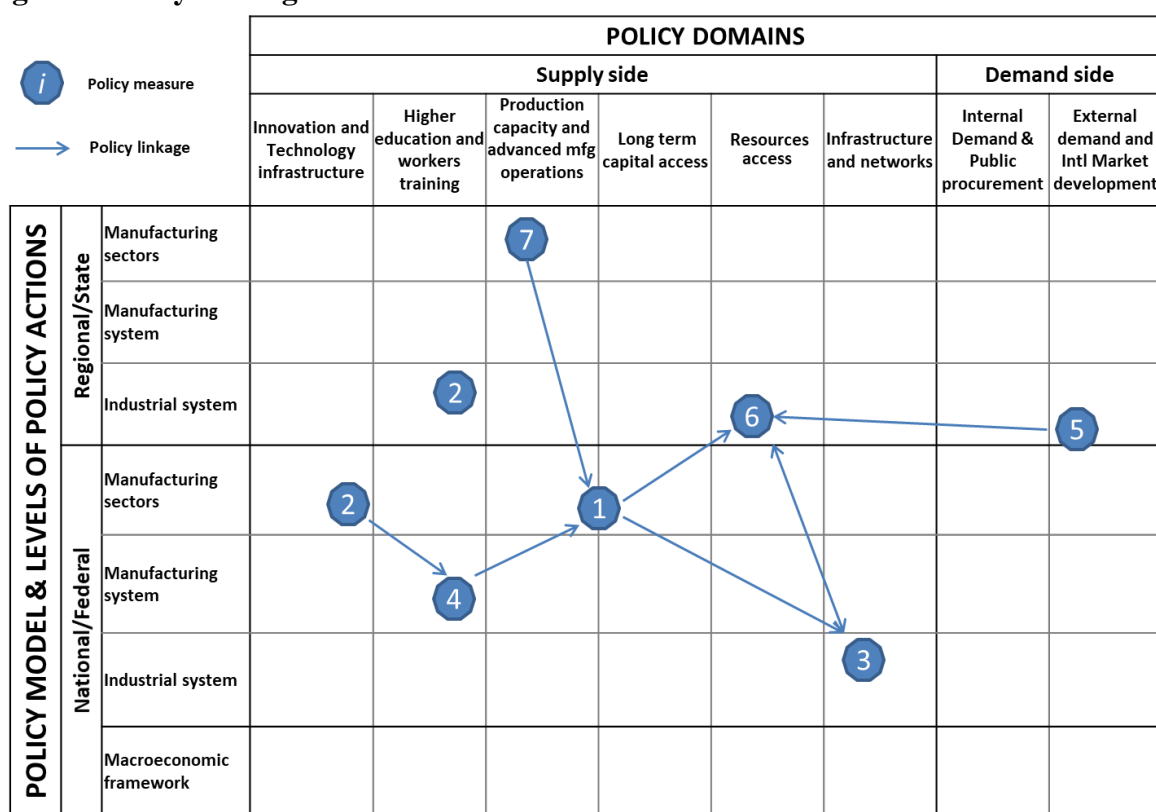 POLICY DOMAINS
i
Policy measure
Policy linkage
Supply side
Demand side
Innovation and
Technology
infrastructure
Higher
education and
workers
training
Production
capacity and
advanced mfg
operations
Long term
capital access
Resources
access
Infrastructure
and networks
Internal
Demand &
Public
procurement
External
demand and
Intl Market
development
POLICY MODEL & LEVELS OF POLICY ACTIONS
Regional/State
Manufacturing
sectors
7
Manufacturing
system
Industrial system
2
6
5
National/Federal
Manufacturing
sectors
2
1
Manufacturing
system
4
Industrial system
3
Macroeconomic
framework